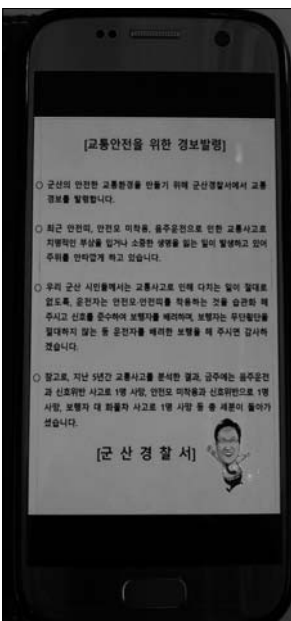 [교통안전을 위한 경보발령]
○ 군산의 안전한 교통환경을 만들기 위해 군산경찰서에서 교통
경보를 발령합니다.
○ 최근 안전띠, 안전모 미착용, 음주운전으로 인한 교통사고로
치명적인 부상을 입거나 소중한 생명을 잃는 일이 발생하고 있어
주위를 안타깝게 하고 있습니다.
○ 우리 군산 시민들께서는 교통사고로 인해 다치는 일이 절대로
없도록, 운전자는 안전모·안전띠를 착용하는 것을 습관화 해
주시고 신호를 준수하여 보행자를 배려하며, 보행자는 무단횡단을
절대하지 않는 등 운전자를 배려한 보행을 해 주시면 감사하
겠습니다.
○ 참고로, 지난 5년간 교통사고를 분석한 결과, 금주에는 음주운전
과 신호위반 사고로 1명 사망, 안전모 미착용과 신호위반으로 1명
사망, 보행자 대 화물차 사고로 1명 사망 등 총 세분이 돌아가
셨습니다.
[군 산 경 찰 서]